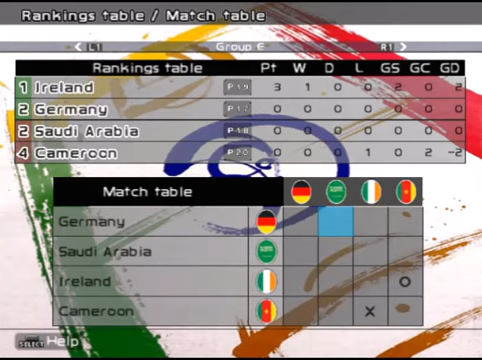 Rankings table / Match table
L1 Group E R1
Rankings table Pt W D L GS GC GD
1 Ireland P19 3 1 0 0 2 0 2
2 Germany P17 0 0 0 0 0 0 0
2 Saudi Arabia P18 0 0 0 0 0 0 0
4 Cameroon P20 0 0 0 1 0 2 -2
Match table
Germany
Saudi Arabia
Ireland O
Cameroon X
SELECT Help